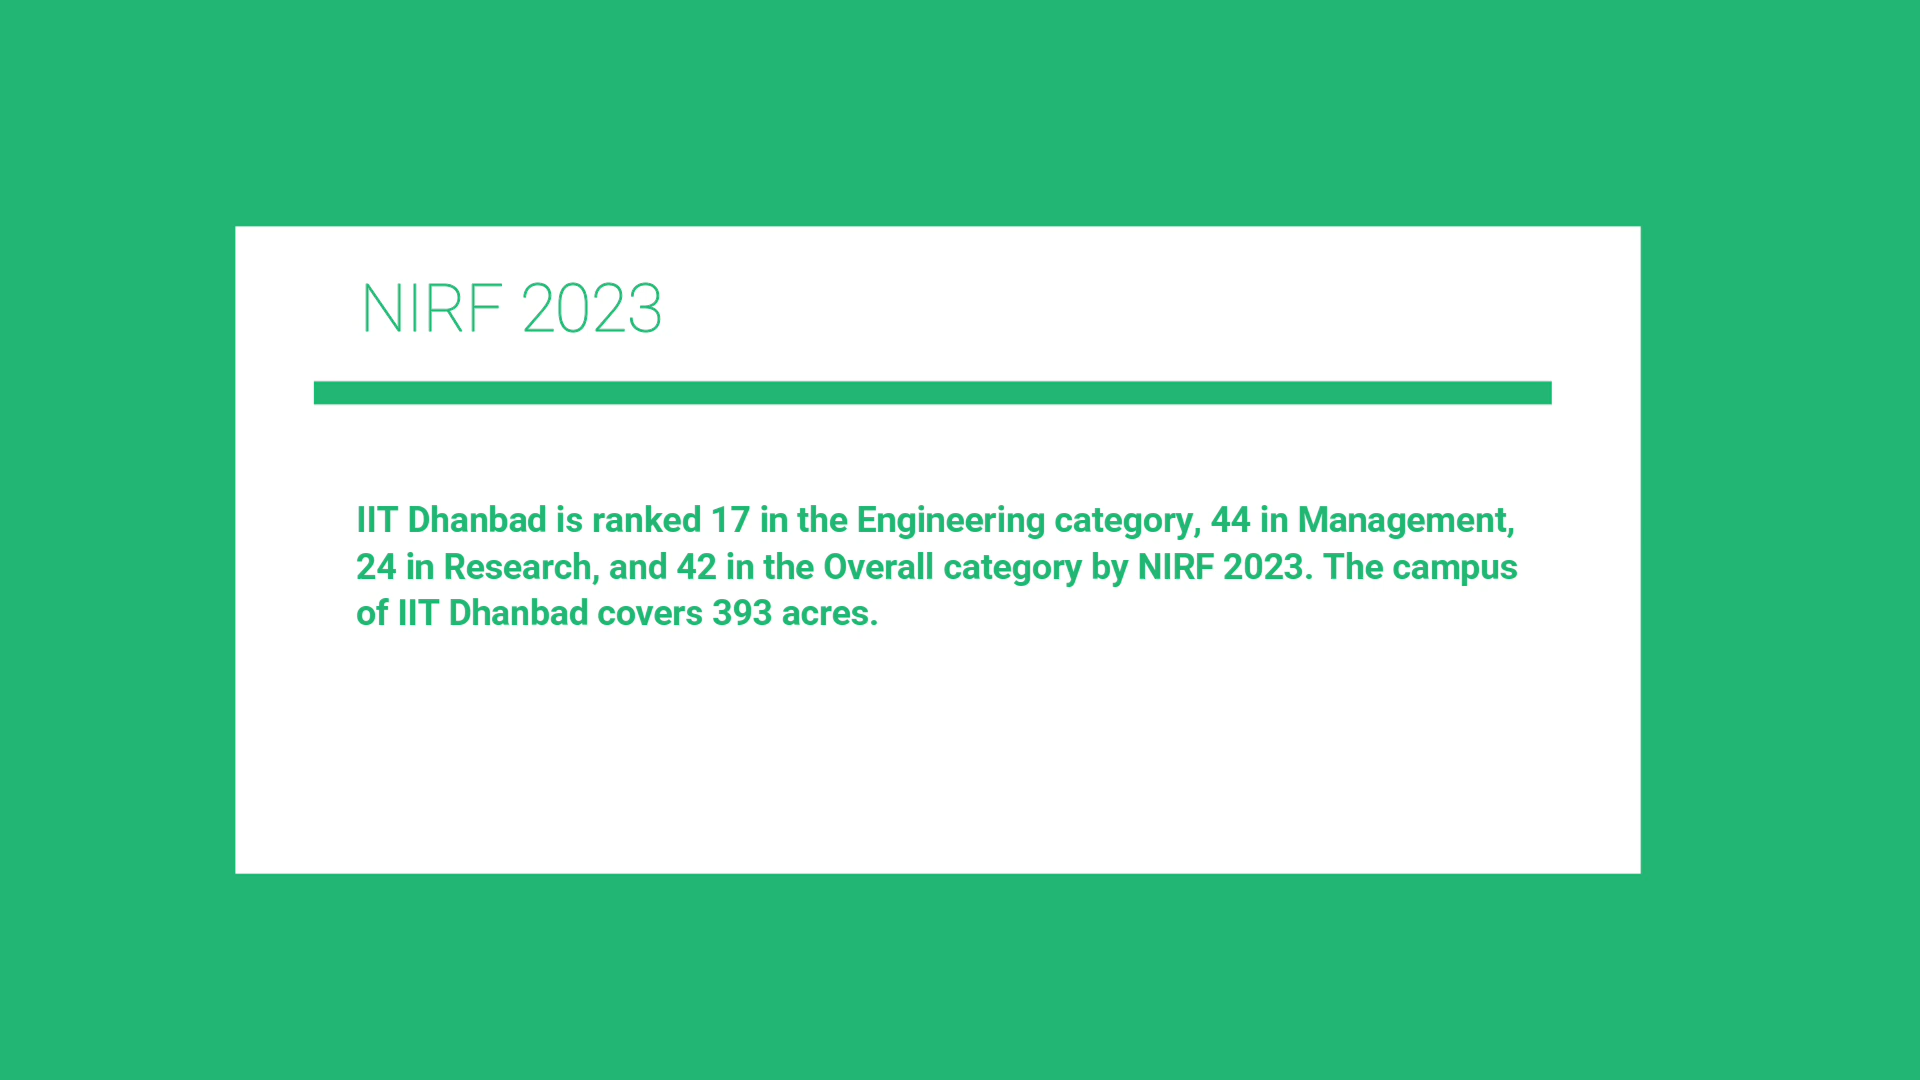 NIRF 2023
IIT Dhanbad is ranked 17 in the Engineering category, 44 in Management,
24 in Research, and 42 in the Overall category by NIRF 2023. The campus
of IIT Dhanbad covers 393 acres.